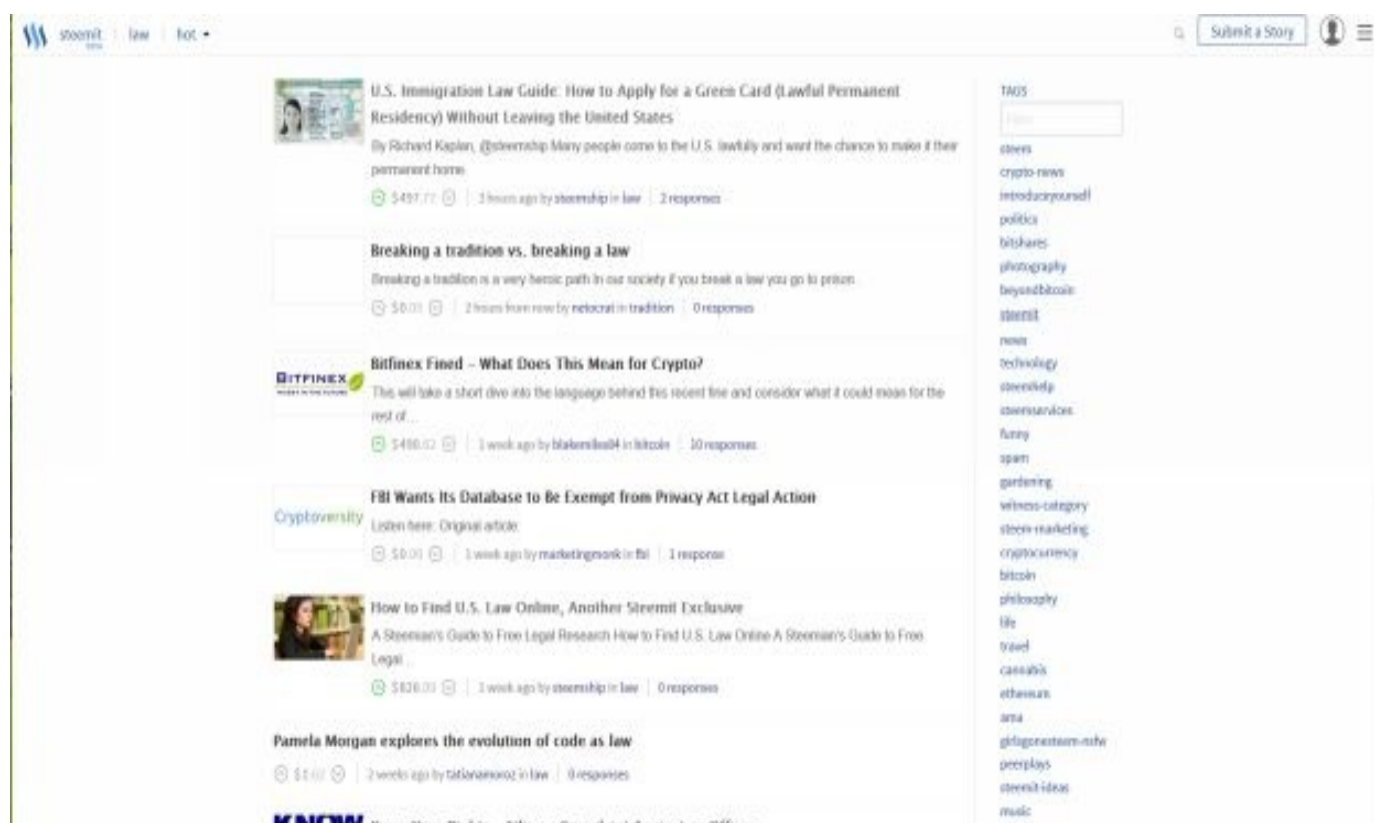 steemit
beta
law
hot
Submit a Story
U.S. Immigration Law Guide: How to Apply for a Green Card (Lawful Permanent
Residency) Without Leaving the United States
By Richard Kaplan, @steemship Many people come to the U.S. lawfully and want the chance to make it their
permanent home.
3 hours ago by steemship in law 2 responses
Breaking a tradition vs. breaking a law
Breaking a tradition is a very heroic path In our society if you break a law you go to prison
2 hours from now by netocrat in tradition 0 responses
BITFINEX
Bitfinex Fined – What Does This Mean for Crypto?
This will take a short dive into the language behind this recent fine and consider what it could mean for the
rest of...
1 week ago by in bitcoin 10 responses
Cryptoversity
FBI Wants Its Database to Be Exempt from Privacy Act Legal Action
Listen here: Original article:
1 week ago by marketingmonk in fbi 1 response
How to Find U.S. Law Online, Another Steemit Exclusive
A Steemian's Guide to Free Legal Research How to Find U.S. Law Online A Steemian's Guide to Free
Legal...
1 week ago by steemship in law 0 responses
Pamela Morgan explores the evolution of code as law
2 weeks ago by tatianamoroz in law 0 responses
KNOW
TAGS
steem
crypto-news
introduceyourself
politics
bitshares
photography
beyondbitcoin
steemit
news
technology
steemhelp
steemservices
funny
spam
gardening
witness-category
steem-marketing
cryptocurrency
bitcoin
philosophy
life
travel
cannabis
ethereum
ama
girlsgonesteem-nsfw
peerplays
steemit-ideas
music